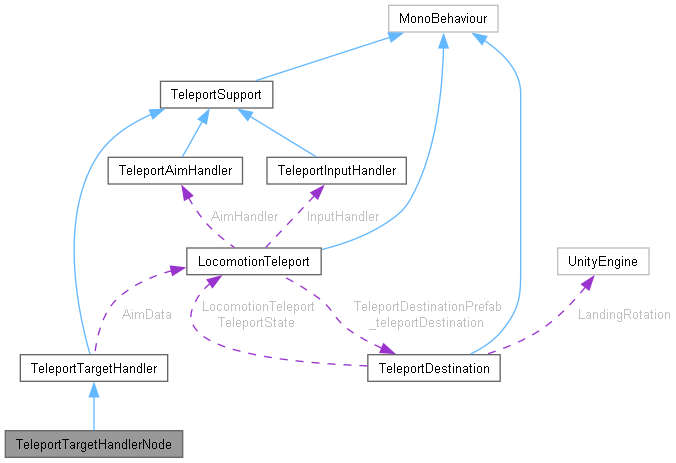 MonoBehaviour
TeleportSupport
TeleportAimHandler
TeleportInputHandler
AimHandler
InputHandler
LocomotionTeleport
UnityEngine
AimData
LocomotionTeleport
TeleportState
TeleportDestinationPrefab
_teleportDestination
LandingRotation
TeleportTargetHandler
TeleportDestination
TeleportTargetHandlerNode